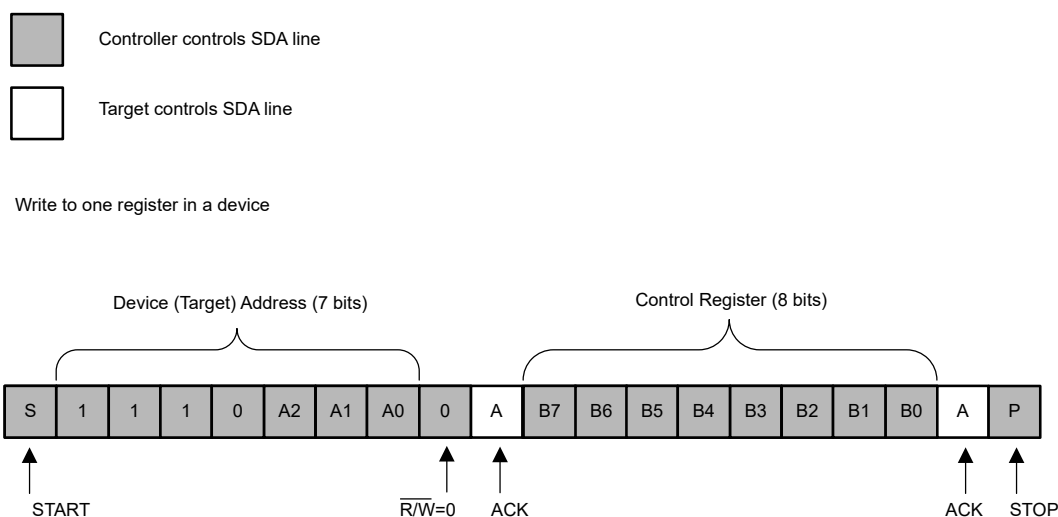 Controller controls SDA line
Target controls SDA line
Write to one register in a device
Device (Target) Address (7 bits)
Control Register (8 bits)
S 1 1 1 0 A2 A1 A0 0 A B7 B6 B5 B4 B3 B2 B1 B0 A P
START R/W=0 ACK ACK STOP